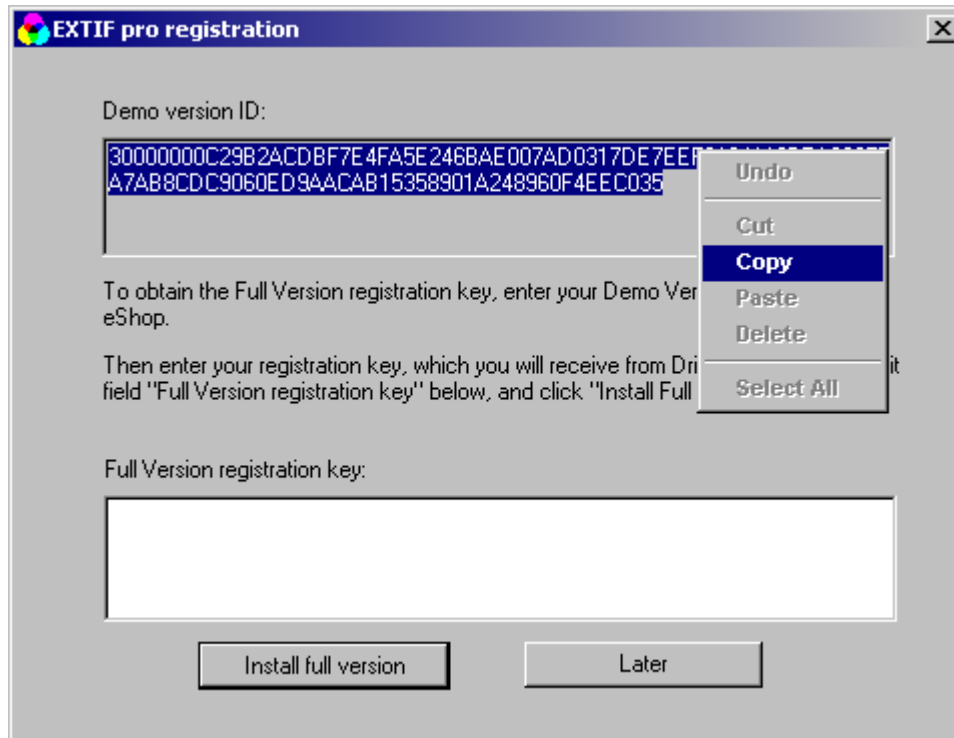 EXTIF pro registration
Demo version ID:
30000000C29B2ACDBF7E4FA5E246BAE007AD0317DE7EEF
A7AB8CDC9060ED9AACAB15358901A248960F4EEC035
Undo
Cut
Copy
Paste
Delete
Select All
To obtain the Full Version registration key, enter your Demo Ver
eShop.
Then enter your registration key, which you will receive from Dri it
field "Full Version registration key" below, and click "Install Full
Full Version registration key:
Install full version
Later